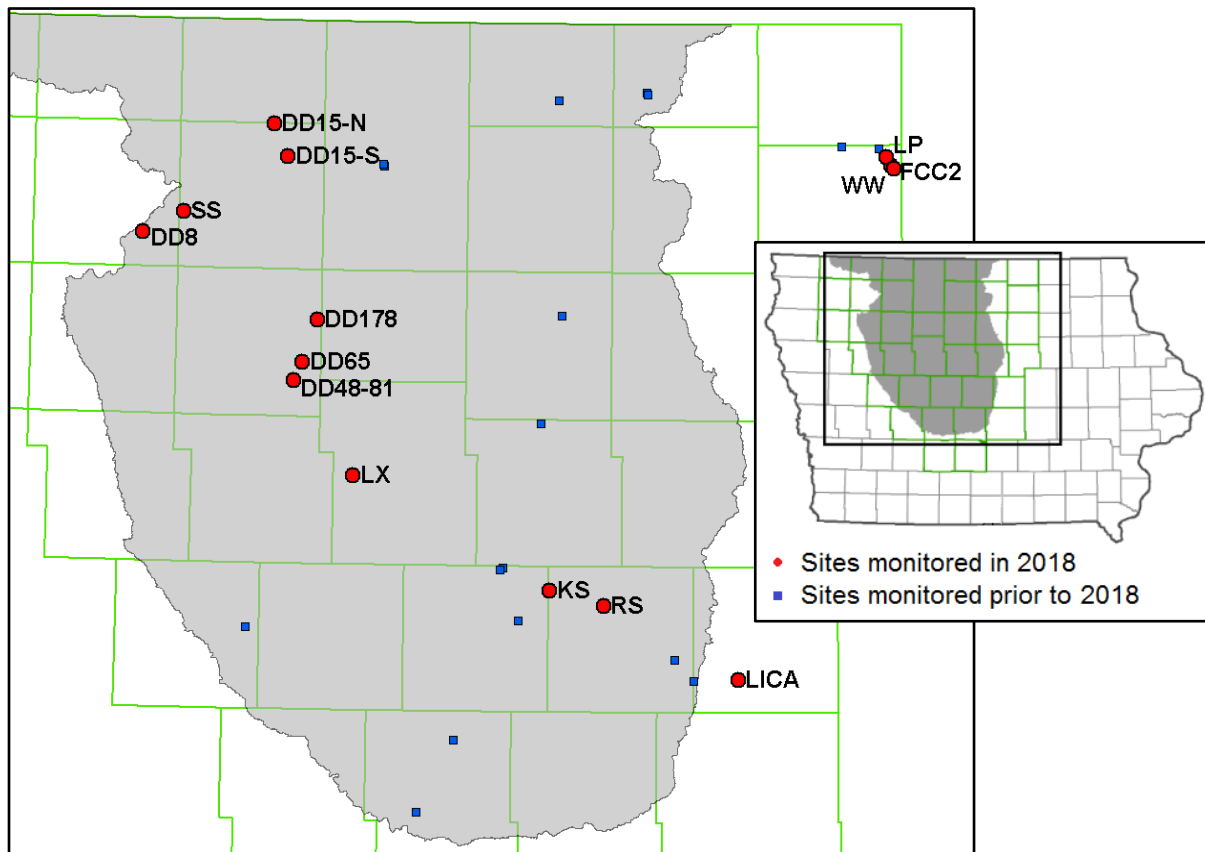 DD15-N
DD15-S
LP
WW
FCC2
SS
DD8
DD178
DD65
DD48-81
LX
KS
RS
LICA
Sites monitored in 2018
Sites monitored prior to 2018